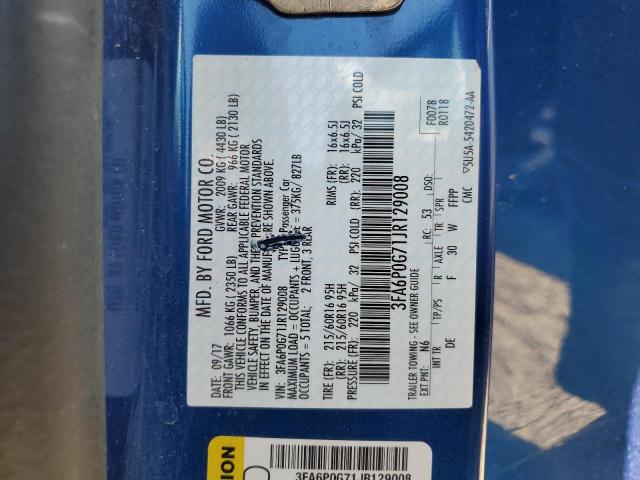 MFD. BY FORD MOTOR CO.
DATE: 09/17 GVWR: 2009 KG (4430 LB)
FRONT GAWR: 1066 KG (2350 LB) REAR GAWR: 966 KG (2130 LB)
THIS VEHICLE CONFORMS TO ALL APPLICABLE FEDERAL MOTOR
VEHICLE SAFETY, BUMPER, AND THEFT PREVENTION STANDARDS
IN EFFECT ON THE DATE OF MANUFACTURE SHOWN ABOVE.
VIN: 3FA6P0G71JR129008 TYPE: Passenger Car
MAXIMUM LOAD = OCCUPANTS + LUGGAGE = 375KG/ 827LB
OCCUPANTS = 5 TOTAL: 2 FRONT, 3 REAR
TIRE (FR): 215/60R16 95H RIMS (FR): 16x6.5J
(RR): 215/60R16 95H (RR): 16x6.5J
PRESSURE (FR): 220 kPa/ 32 PSI COLD (RR): 220 kPa/ 32 PSI COLD
3FA6P0G71JR129008
TRAILER TOWING - SEE OWNER GUIDE F0078
EXT PNT: N6 RC: 53 DSO: R0118
INT TR TP/PS R AXLE TR SPR
DE F 30 W FFPP
CMC 5U5A-5420472-AA
3FA6P0G71JR129008